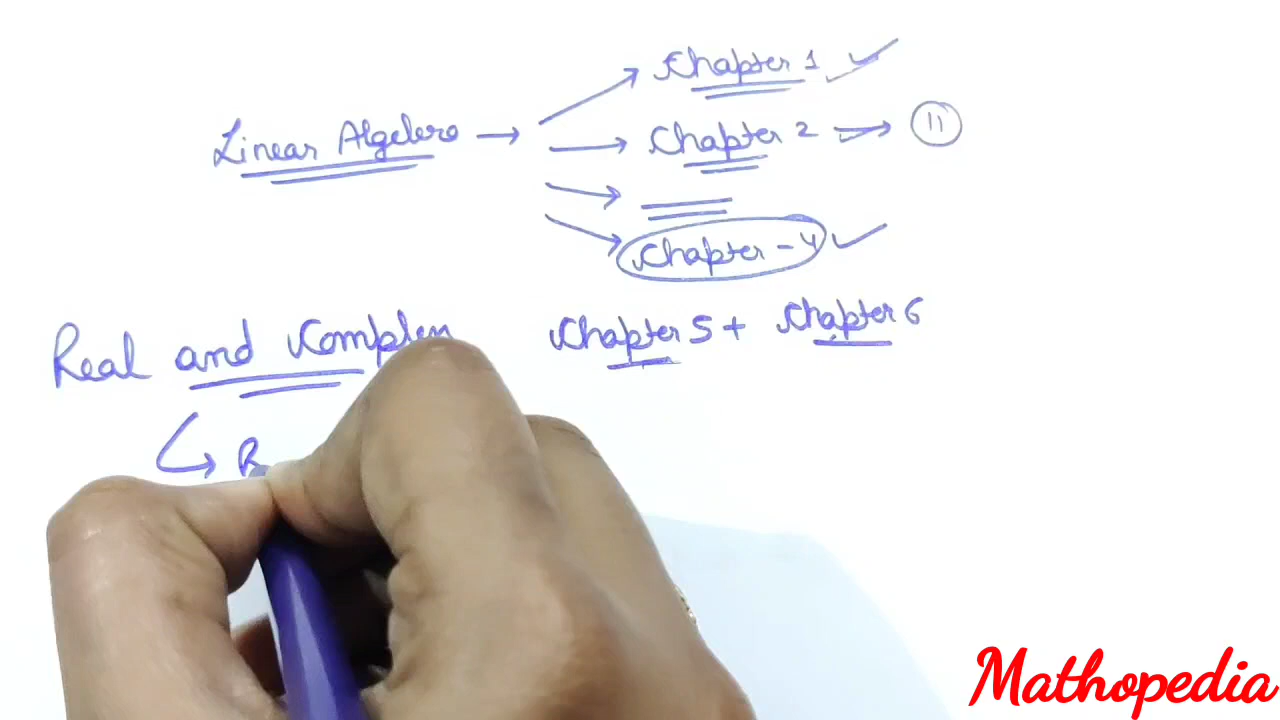 Chapter 1
Linear Algebra → Chapter 2 → 11
Chapter - 4
Real and Complex Chapter 5 + Chapter 6
R
Mathopedia